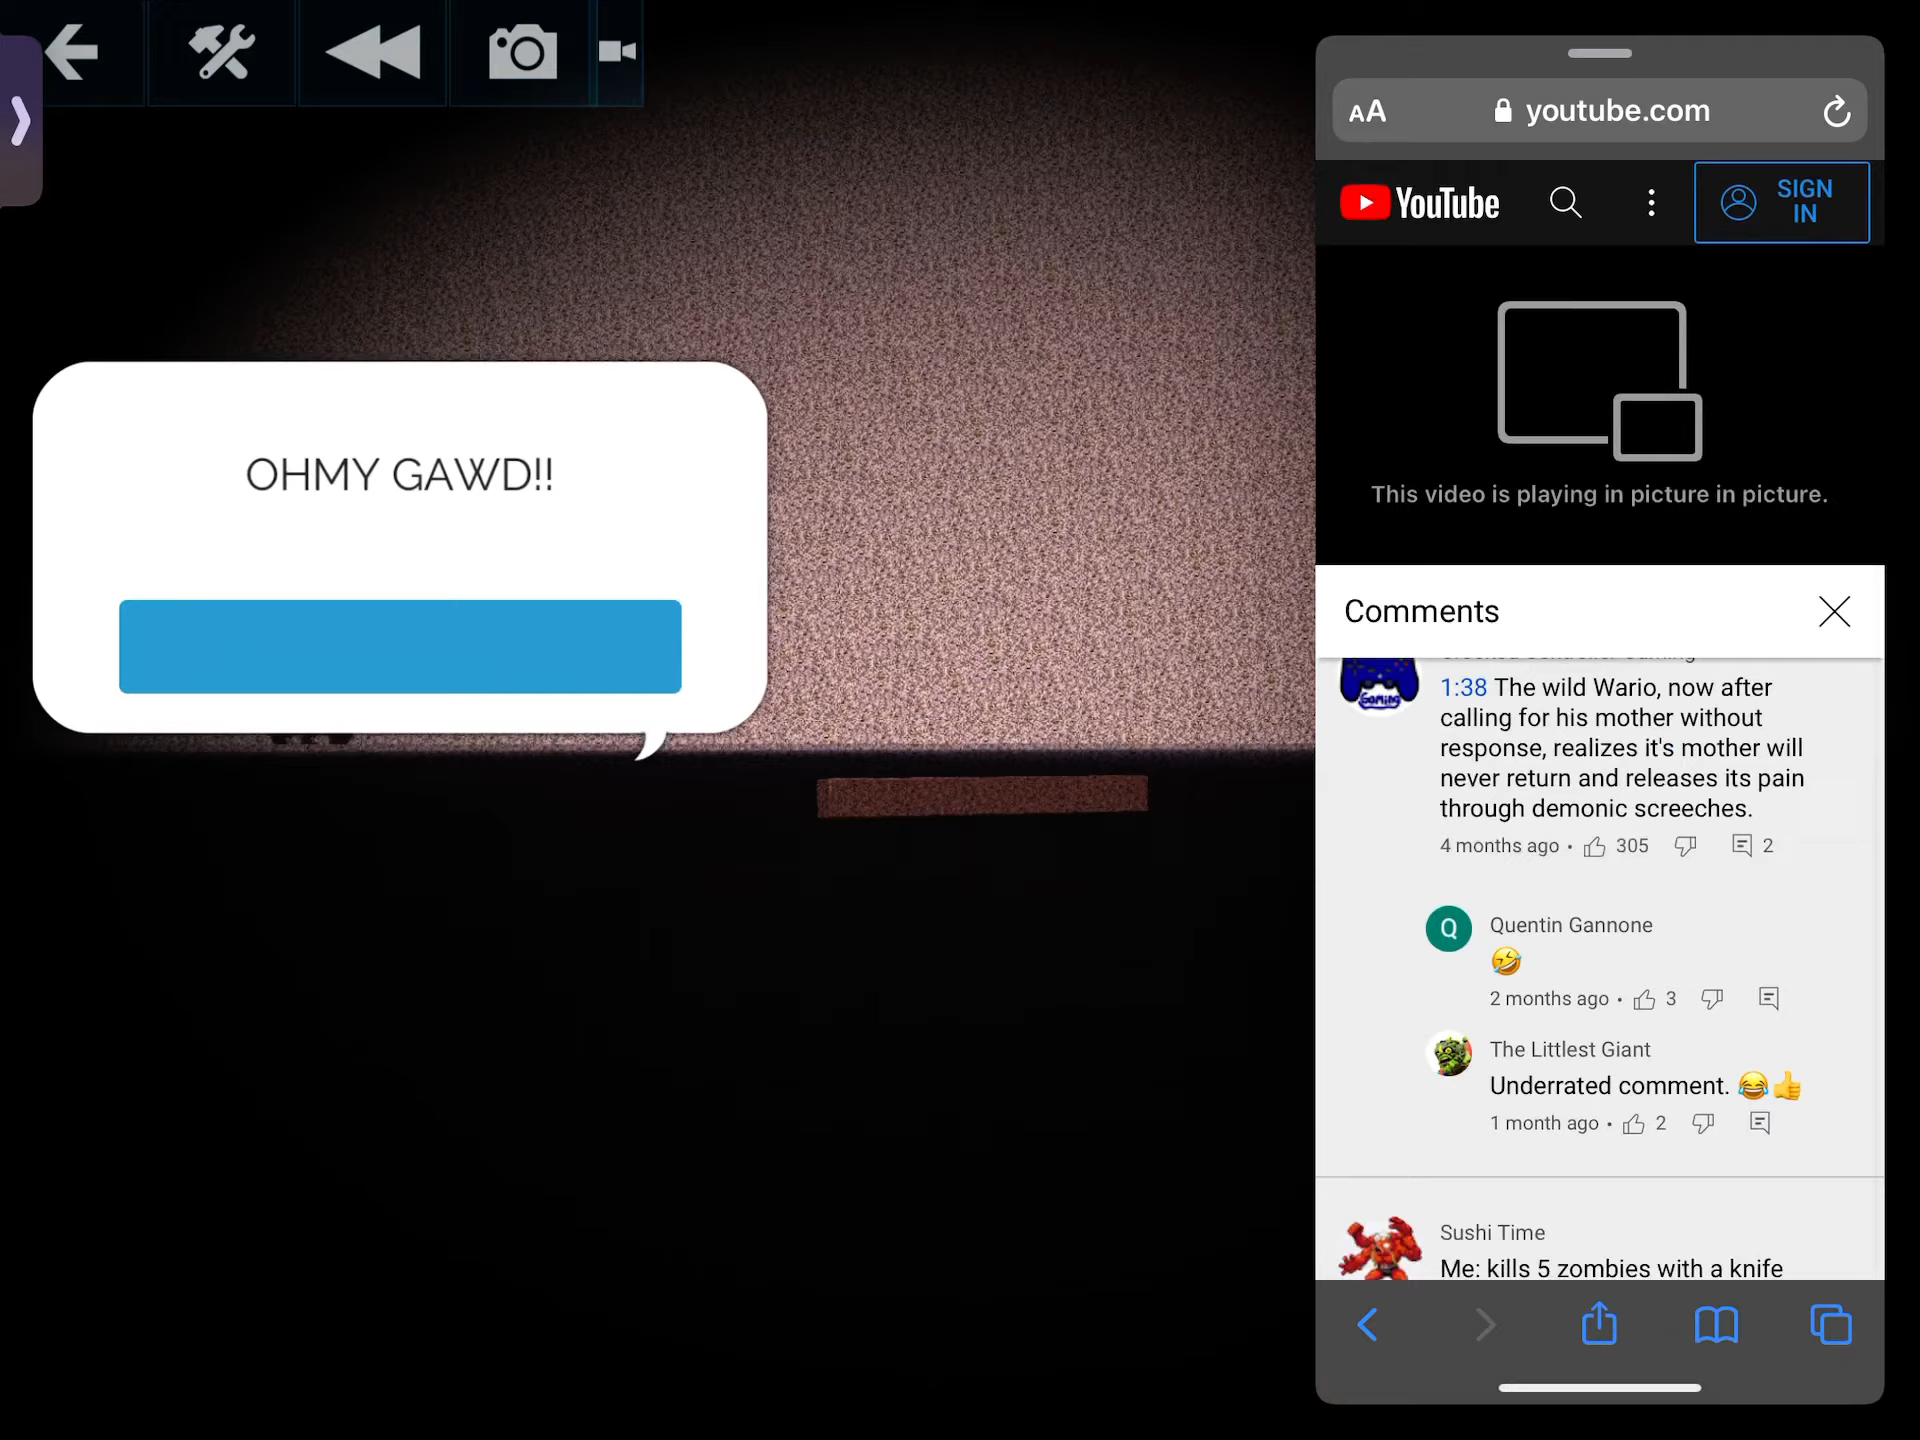 OHMY GAWD!!
AA youtube.com
YouTube
SIGN
IN
This video is playing in picture in picture.
Comments
Gaming
1:38 The wild Wario, now after
calling for his mother without
response, realizes it's mother will
never return and releases its pain
through demonic screeches.
4 months ago • 305 2
Q
Quentin Gannone
🤣
2 months ago • 3
The Littlest Giant
Underrated comment. 😂👍
1 month ago • 2
Sushi Time
Me: kills 5 zombies with a knife